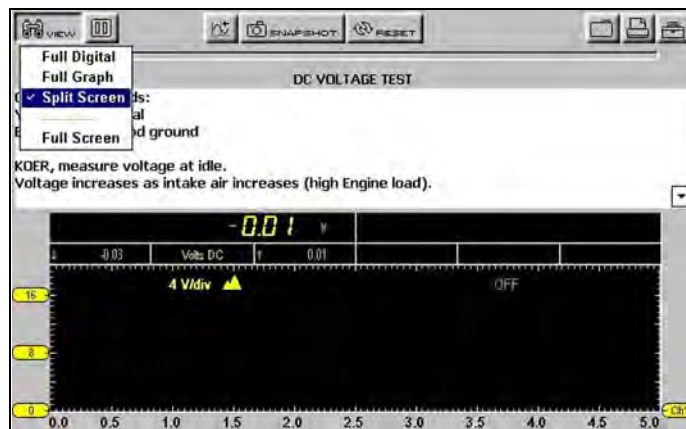 VIEW
SNAPSHOT
RESET
Full Digital
Full Graph
✓ Split Screen
Full Screen
DC VOLTAGE TEST
ds:
al
od ground
KOER, measure voltage at idle.
Voltage increases as intake air increases (high Engine load).
-0.01 V
-0.03 Volts DC 0.01
4 V/div OFF
16
8
0
0.0 0.5 1.0 1.5 2.0 2.5 3.0 3.5 4.0 4.5 5.0